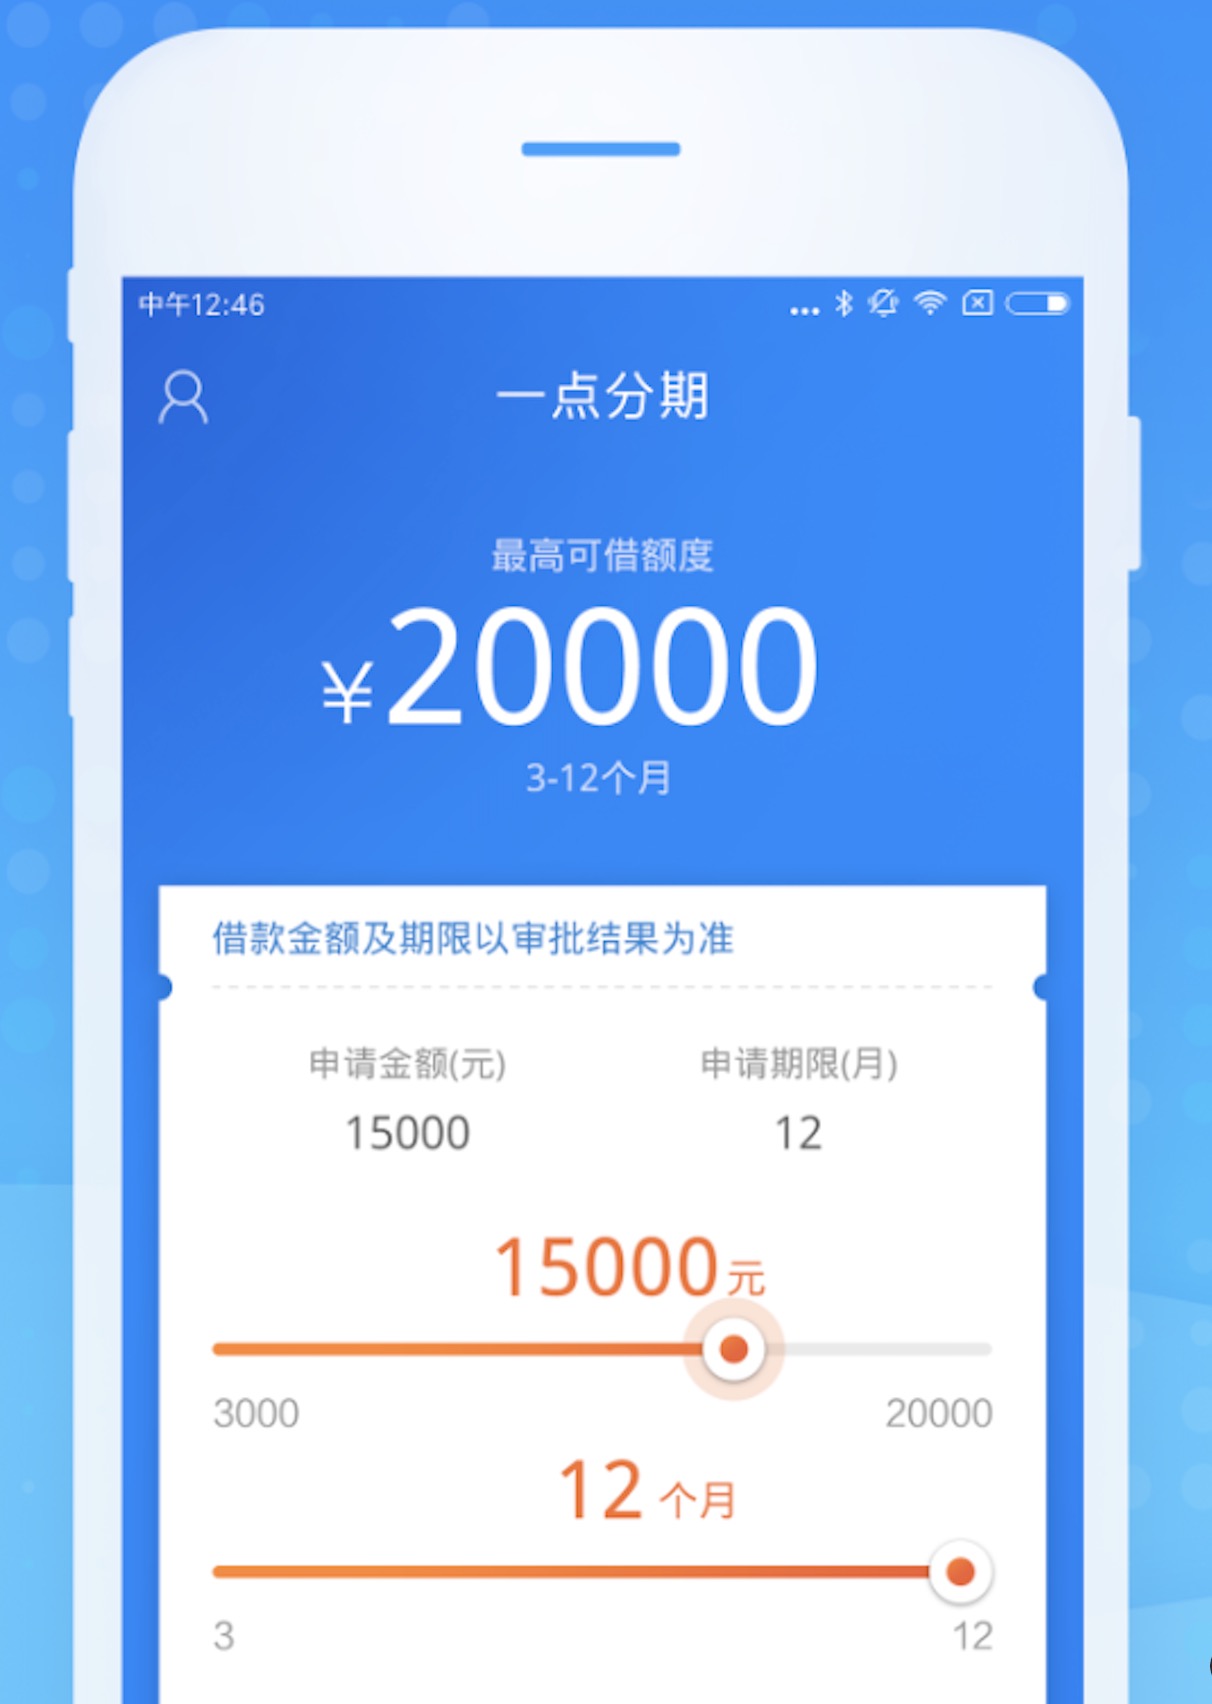 中午12:46
一点分期
最高可借额度
¥20000
3-12个月
借款金额及期限以审批结果为准
申请金额(元) 申请期限(月)
15000 12
15000元
3000 20000
12个月
3 12